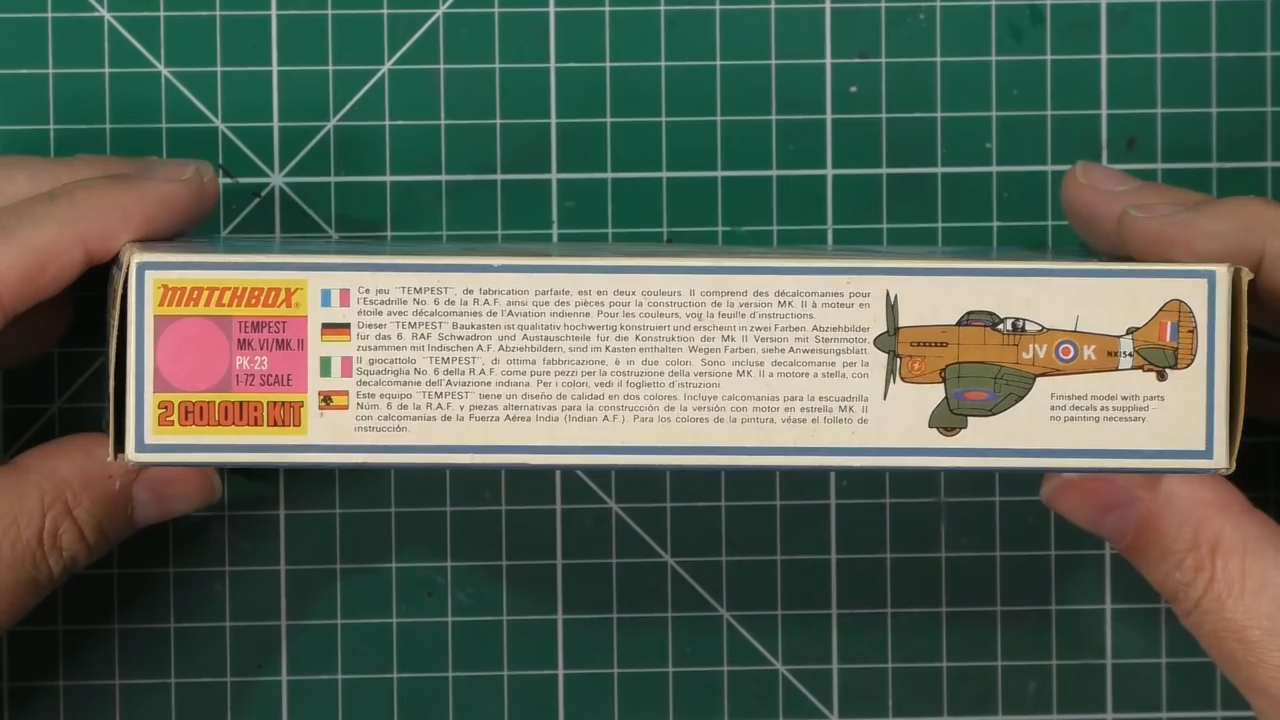 MATCHBOX
TEMPEST
MK.VI/MK.II
PK-23
1-72 SCALE
2 COLOUR KIT
Ce jeu "TEMPEST", de fabrication parfaite, est en deux couleurs. Il comprend des décalcomanies pour
l'Escadrille No. 6 de la R.A.F. ainsi que des pièces pour la construction de la version MK. II à moteur en
étoile avec décalcomanies de l'Aviation indienne. Pour les couleurs, voir la feuille d'instructions.
Dieser "TEMPEST" Baukasten ist qualitativ hochwertig konstruiert und erscheint in zwei Farben. Abziehbilder
für das 6. RAF Schwadron und Austauschteile für die Konstruktion der Mk II Version mit Sternmotor,
zusammen mit Indischen A.F. Abziehbildern, sind im Kasten enthalten. Wegen Farben, siehe Anweisungsblatt.
Il giocattolo "TEMPEST", di ottima fabbricazione, è in due colori. Sono incluse decalcomanie per la
Squadriglia No. 6 della R.A.F. come pure pezzi per la costruzione della versione MK. II a motore a stella, con
decalcomanie dell'Aviazione indiana. Per i colori, vedi il foglietto d'istruzioni.
Este equipo "TEMPEST" tiene un diseño de calidad en dos colores. Incluye calcomanías para la escuadrilla
Núm. 6 de la R.A.F. y piezas alternativas para la construcción de la versión con motor en estrella MK. II
con calcomanías de la Fuerza Aérea India (Indian A.F.). Para los colores de la pintura, véase el folleto de
instrucción.
JV K NX154
Finished model with parts
and decals as supplied –
no painting necessary.